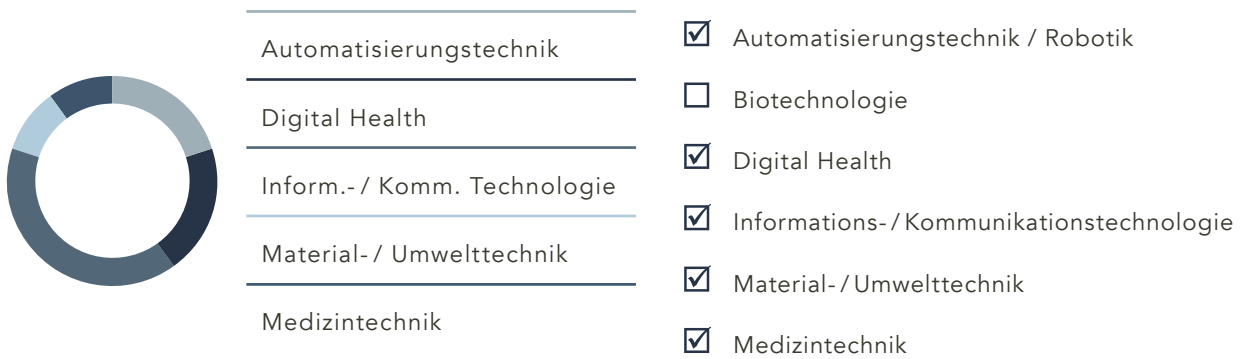 Automatisierungstechnik
Digital Health
Inform.- / Komm. Technologie
Material- / Umwelttechnik
Medizintechnik
Automatisierungstechnik / Robotik
Biotechnologie
Digital Health
Informations- / Kommunikationstechnologie
Material- / Umwelttechnik
Medizintechnik